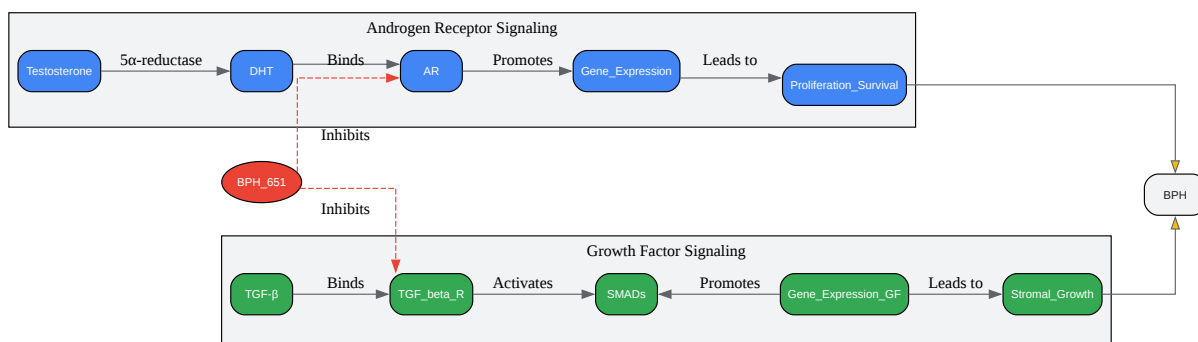 Androgen Receptor Signaling
Testosterone
5α-reductase
DHT
Binds
AR
Promotes
Gene_Expression
Leads to
Proliferation_Survival
Inhibits
BPH_651
Inhibits
BPH
Growth Factor Signaling
TGF-β
Binds
TGF_beta_R
Activates
SMADs
Promotes
Gene_Expression_GF
Leads to
Stromal_Growth